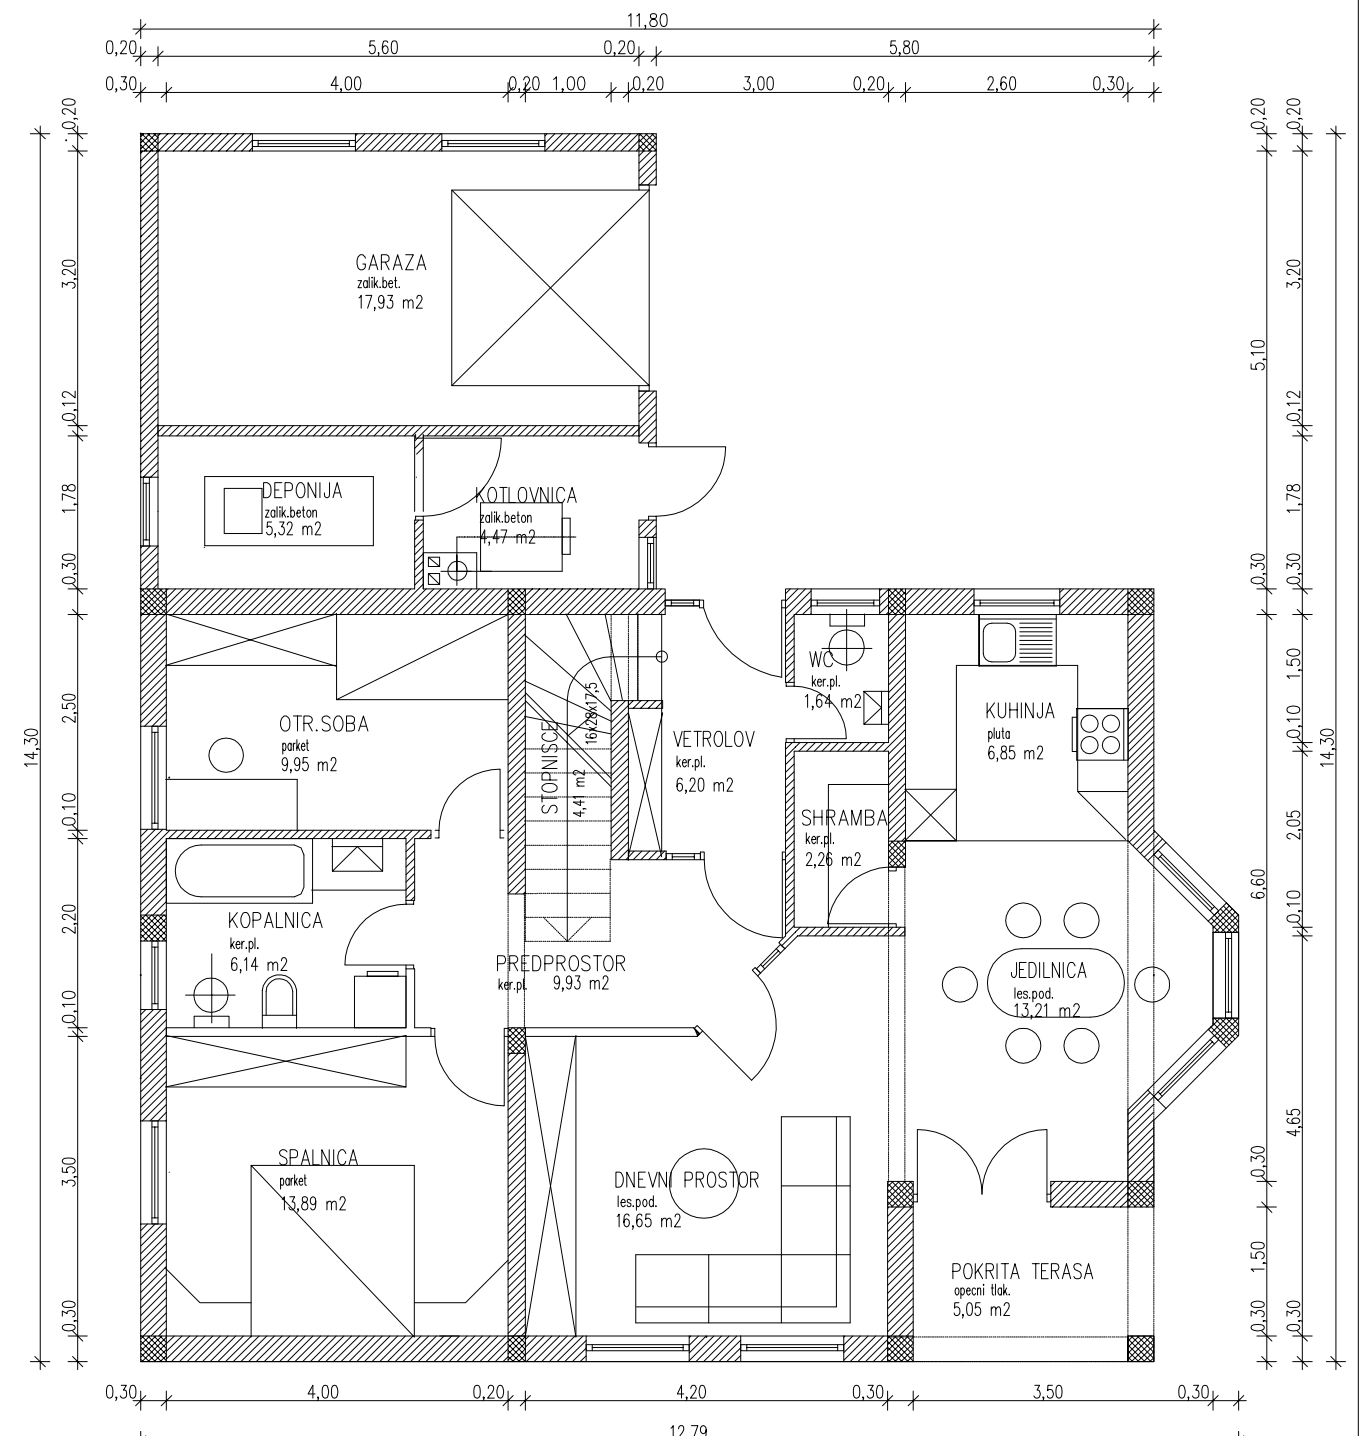 11,80
0,20 5,60 0,20 5,80
0,30 4,00 0,20 1,00 0,20 3,00 0,20 2,60 0,30
0,20
3,20
0,12
1,78
0,30
2,50
0,10
2,20
0,10
3,50
0,30
14,30
GARAZA
zalik.bet.
17,93 m2
DEPONIJA
zalik.beton
5,32 m2
KOTLOVNICA
zalik.beton
4,47 m2
OTR.SOBA
parket
9,95 m2
STOPNISCE
4,41 m2
16x28x17,5
VETROLOV
ker.pl.
6,20 m2
WC
ker.pl.
1,64 m2
KUHINJA
pluta
6,85 m2
SHRAMBA
ker.pl.
2,26 m2
KOPALNICA
ker.pl.
6,14 m2
PREDPROSTOR
ker.pl. 9,93 m2
JEDILNICA
les.pod.
13,21 m2
SPALNICA
parket
13,89 m2
DNEVNI PROSTOR
les.pod.
16,65 m2
POKRITA TERASA
opecni tlak.
5,05 m2
0,20
5,10
0,30
6,60
0,30
1,50
0,30
0,20
3,20
0,12
1,78
0,30
1,50
0,10
2,05
0,10
4,65
0,30
14,30
0,30 4,00 0,20 4,20 0,30 3,50 0,30
12,79